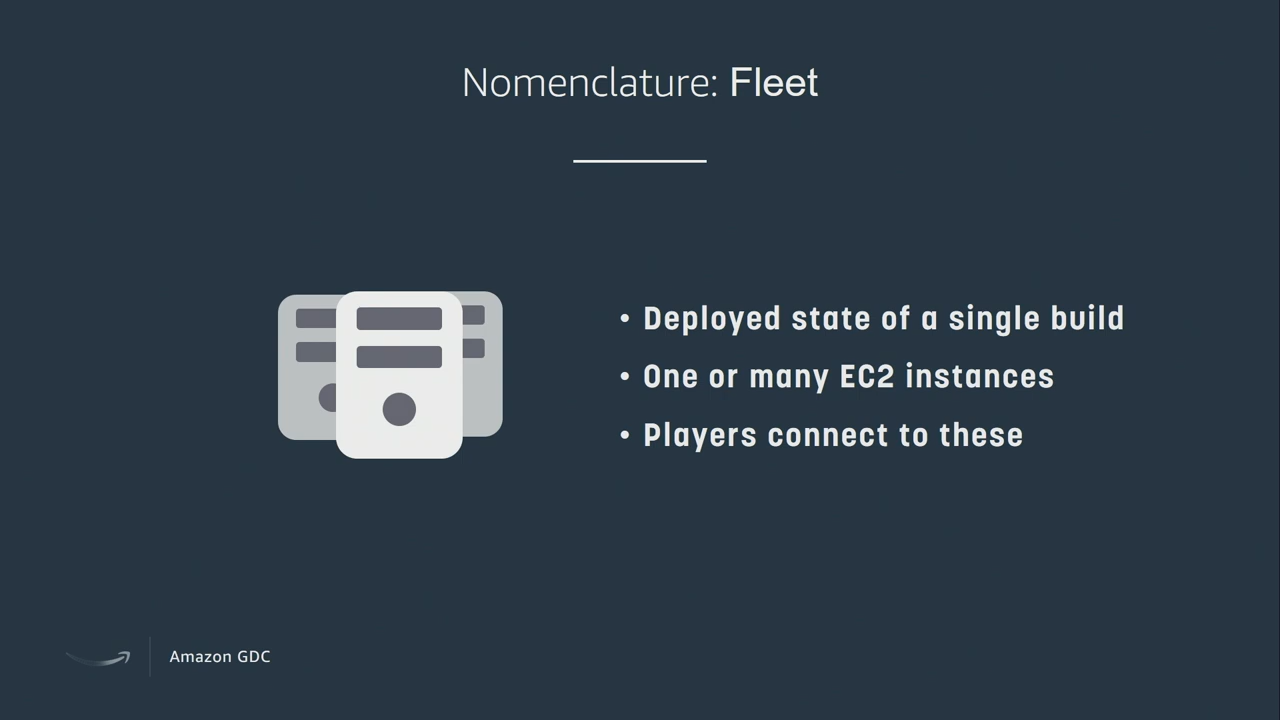 Nomenclature: Fleet
• Deployed state of a single build
• One or many EC2 instances
• Players connect to these
Amazon GDC